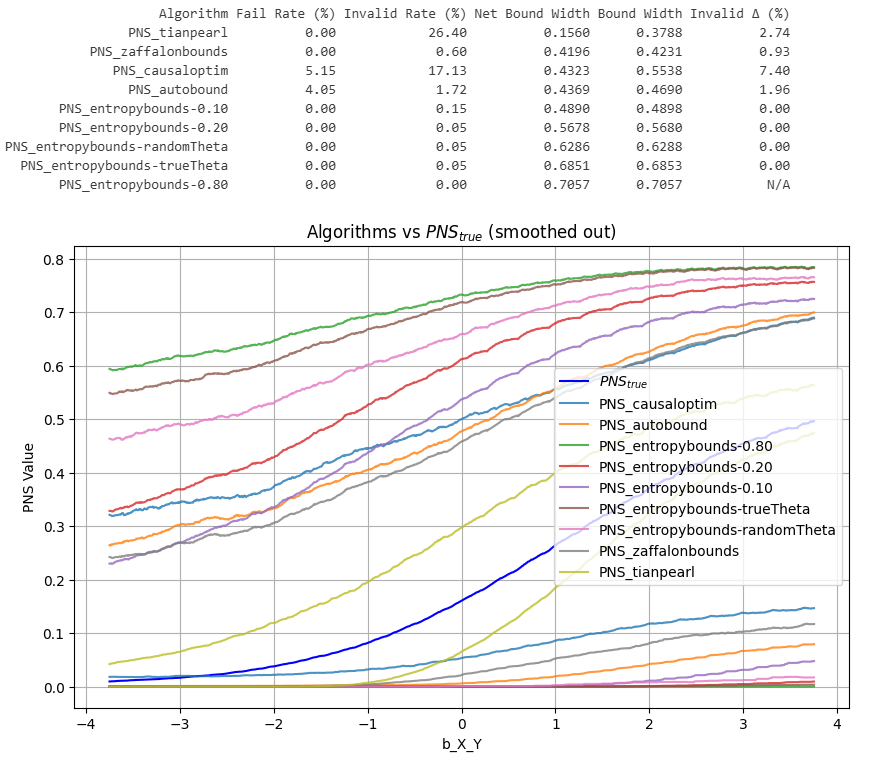 Algorithm Fail Rate (%) Invalid Rate (%) Net Bound Width Bound Width Invalid Δ (%)
PNS_tianpearl 0.00 26.40 0.1560 0.3788 2.74
PNS_zaffalonbounds 0.00 0.60 0.4196 0.4231 0.93
PNS_causaloptim 5.15 17.13 0.4323 0.5538 7.40
PNS_autobound 4.05 1.72 0.4369 0.4690 1.96
PNS_entropybounds-0.10 0.00 0.15 0.4890 0.4898 0.00
PNS_entropybounds-0.20 0.00 0.05 0.5678 0.5680 0.00
PNS_entropybounds-randomTheta 0.00 0.05 0.6286 0.6288 0.00
PNS_entropybounds-trueTheta 0.00 0.05 0.6851 0.6853 0.00
PNS_entropybounds-0.80 0.00 0.00 0.7057 0.7057 N/A
Algorithms vs PNS_true (smoothed out)
0.8
0.7
0.6
0.5
0.4
0.3
0.2
0.1
0.0
PNS Value
PNS_true
PNS_causaloptim
PNS_autobound
PNS_entropybounds-0.80
PNS_entropybounds-0.20
PNS_entropybounds-0.10
PNS_entropybounds-trueTheta
PNS_entropybounds-randomTheta
PNS_zaffalonbounds
PNS_tianpearl
−4 −3 −2 −1 0 1 2 3 4
b_X_Y